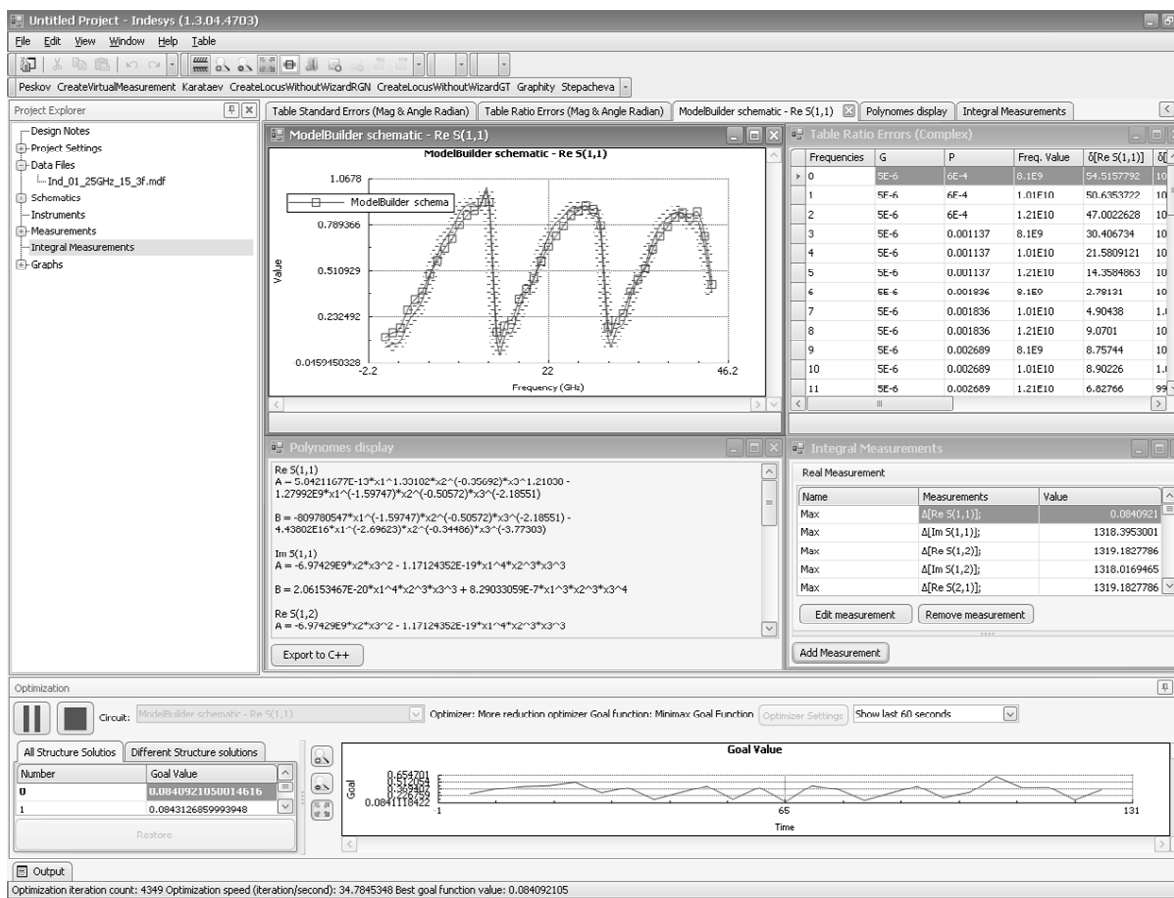 Untitled Project - Indesys (1.3.04.4703)
File Edit View Window Help Table
Peskov CreateVirtualMeasurement Karataev CreateLocusWithoutWizardRGN CreateLocusWithoutWizardGT Graphity Stepacheva
Project Explorer
Design Notes
Project Settings
Data Files
Ind_01_25GHz_15_3f.mdf
Schematics
Instruments
Measurements
Integral Measurements
Graphs
Table Standard Errors (Mag & Angle Radian) Table Ratio Errors (Mag & Angle Radian) ModelBuilder schematic - Re S(1,1) Polynomes display Integral Measurements
ModelBuilder schematic - Re S(1,1)
ModelBuilder schematic - Re S(1,1)
ModelBuilder schema
1.0678
0.789366
0.510929
0.232492
-0.0459450328
Value
-2.2 22 46.2
Frequency (GHz)
Table Ratio Errors (Complex)
Frequencies G P Freq. Value δ[Re S(1,1)] δ[
0 5E-6 6E-4 8.1E9 54.5157792 10
1 5E-6 6E-4 1.01E10 50.6353722 10
2 5E-6 6E-4 1.21E10 47.0022628 10
3 5E-6 0.001137 8.1E9 30.406734 10
4 5E-6 0.001137 1.01E10 21.5809121 10
5 5E-6 0.001137 1.21E10 14.3584863 10
6 5E-6 0.001836 8.1E9 2.78131 10
7 5E-6 0.001836 1.01E10 4.90438 1.
8 5E-6 0.001836 1.21E10 9.0701 10
9 5E-6 0.002689 8.1E9 8.75744 10
10 5E-6 0.002689 1.01E10 8.90226 1.
11 5E-6 0.002689 1.21E10 6.82766 99
Polynomes display
Re S(1,1)
A = 5.04211677E-13*x1^1.33102*x2^(-0.35692)*x3^1.21030 -
1.27992E9*x1^(-1.59747)*x2^(-0.50572)*x3^(-2.18551)
B = -809780547*x1^(-1.59747)*x2^(-0.50572)*x3^(-2.18551) -
4.43802E16*x1^(-2.69623)*x2^(-0.34486)*x3^(-3.77303)
Im S(1,1)
A = -6.97429E9*x2*x3^2 - 1.17124352E-19*x1^4*x2^3*x3^3
B = 2.06153467E-20*x1^4*x2^3*x3^3 + 8.29033059E-7*x1^3*x2^3*x3^4
Re S(1,2)
A = -6.97429E9*x2*x3^2 - 1.17124352E-19*x1^4*x2^3*x3^3
Export to C++
Integral Measurements
Real Measurement
Name Measurements Value
Max Δ[Re S(1,1)]; 0.0840921
Max Δ[Im S(1,1)]; 1318.3953001
Max Δ[Re S(1,2)]; 1319.1827786
Max Δ[Im S(1,2)]; 1318.0169465
Max Δ[Re S(2,1)]; 1319.1827786
Edit measurement Remove measurement
Add Measurement
Optimization
Circuit: ModelBuilder schematic - Re S(1,1) Optimizer: More reduction optimizer Goal function: Minimax Goal Function Optimizer Settings Show last 60 seconds
All Structure Solutios Different Structure solutions
Number Goal Value
0 0.0840921050014616
1 0.0843126859993948
Restore
Goal Value
0.654701
0.512054
0.369407
0.226759
0.0841118422
Goal
-1 65 131
Time
Output
Optimization iteration count: 4349 Optimization speed (iteration/second): 34.7845348 Best goal function value: 0.084092105